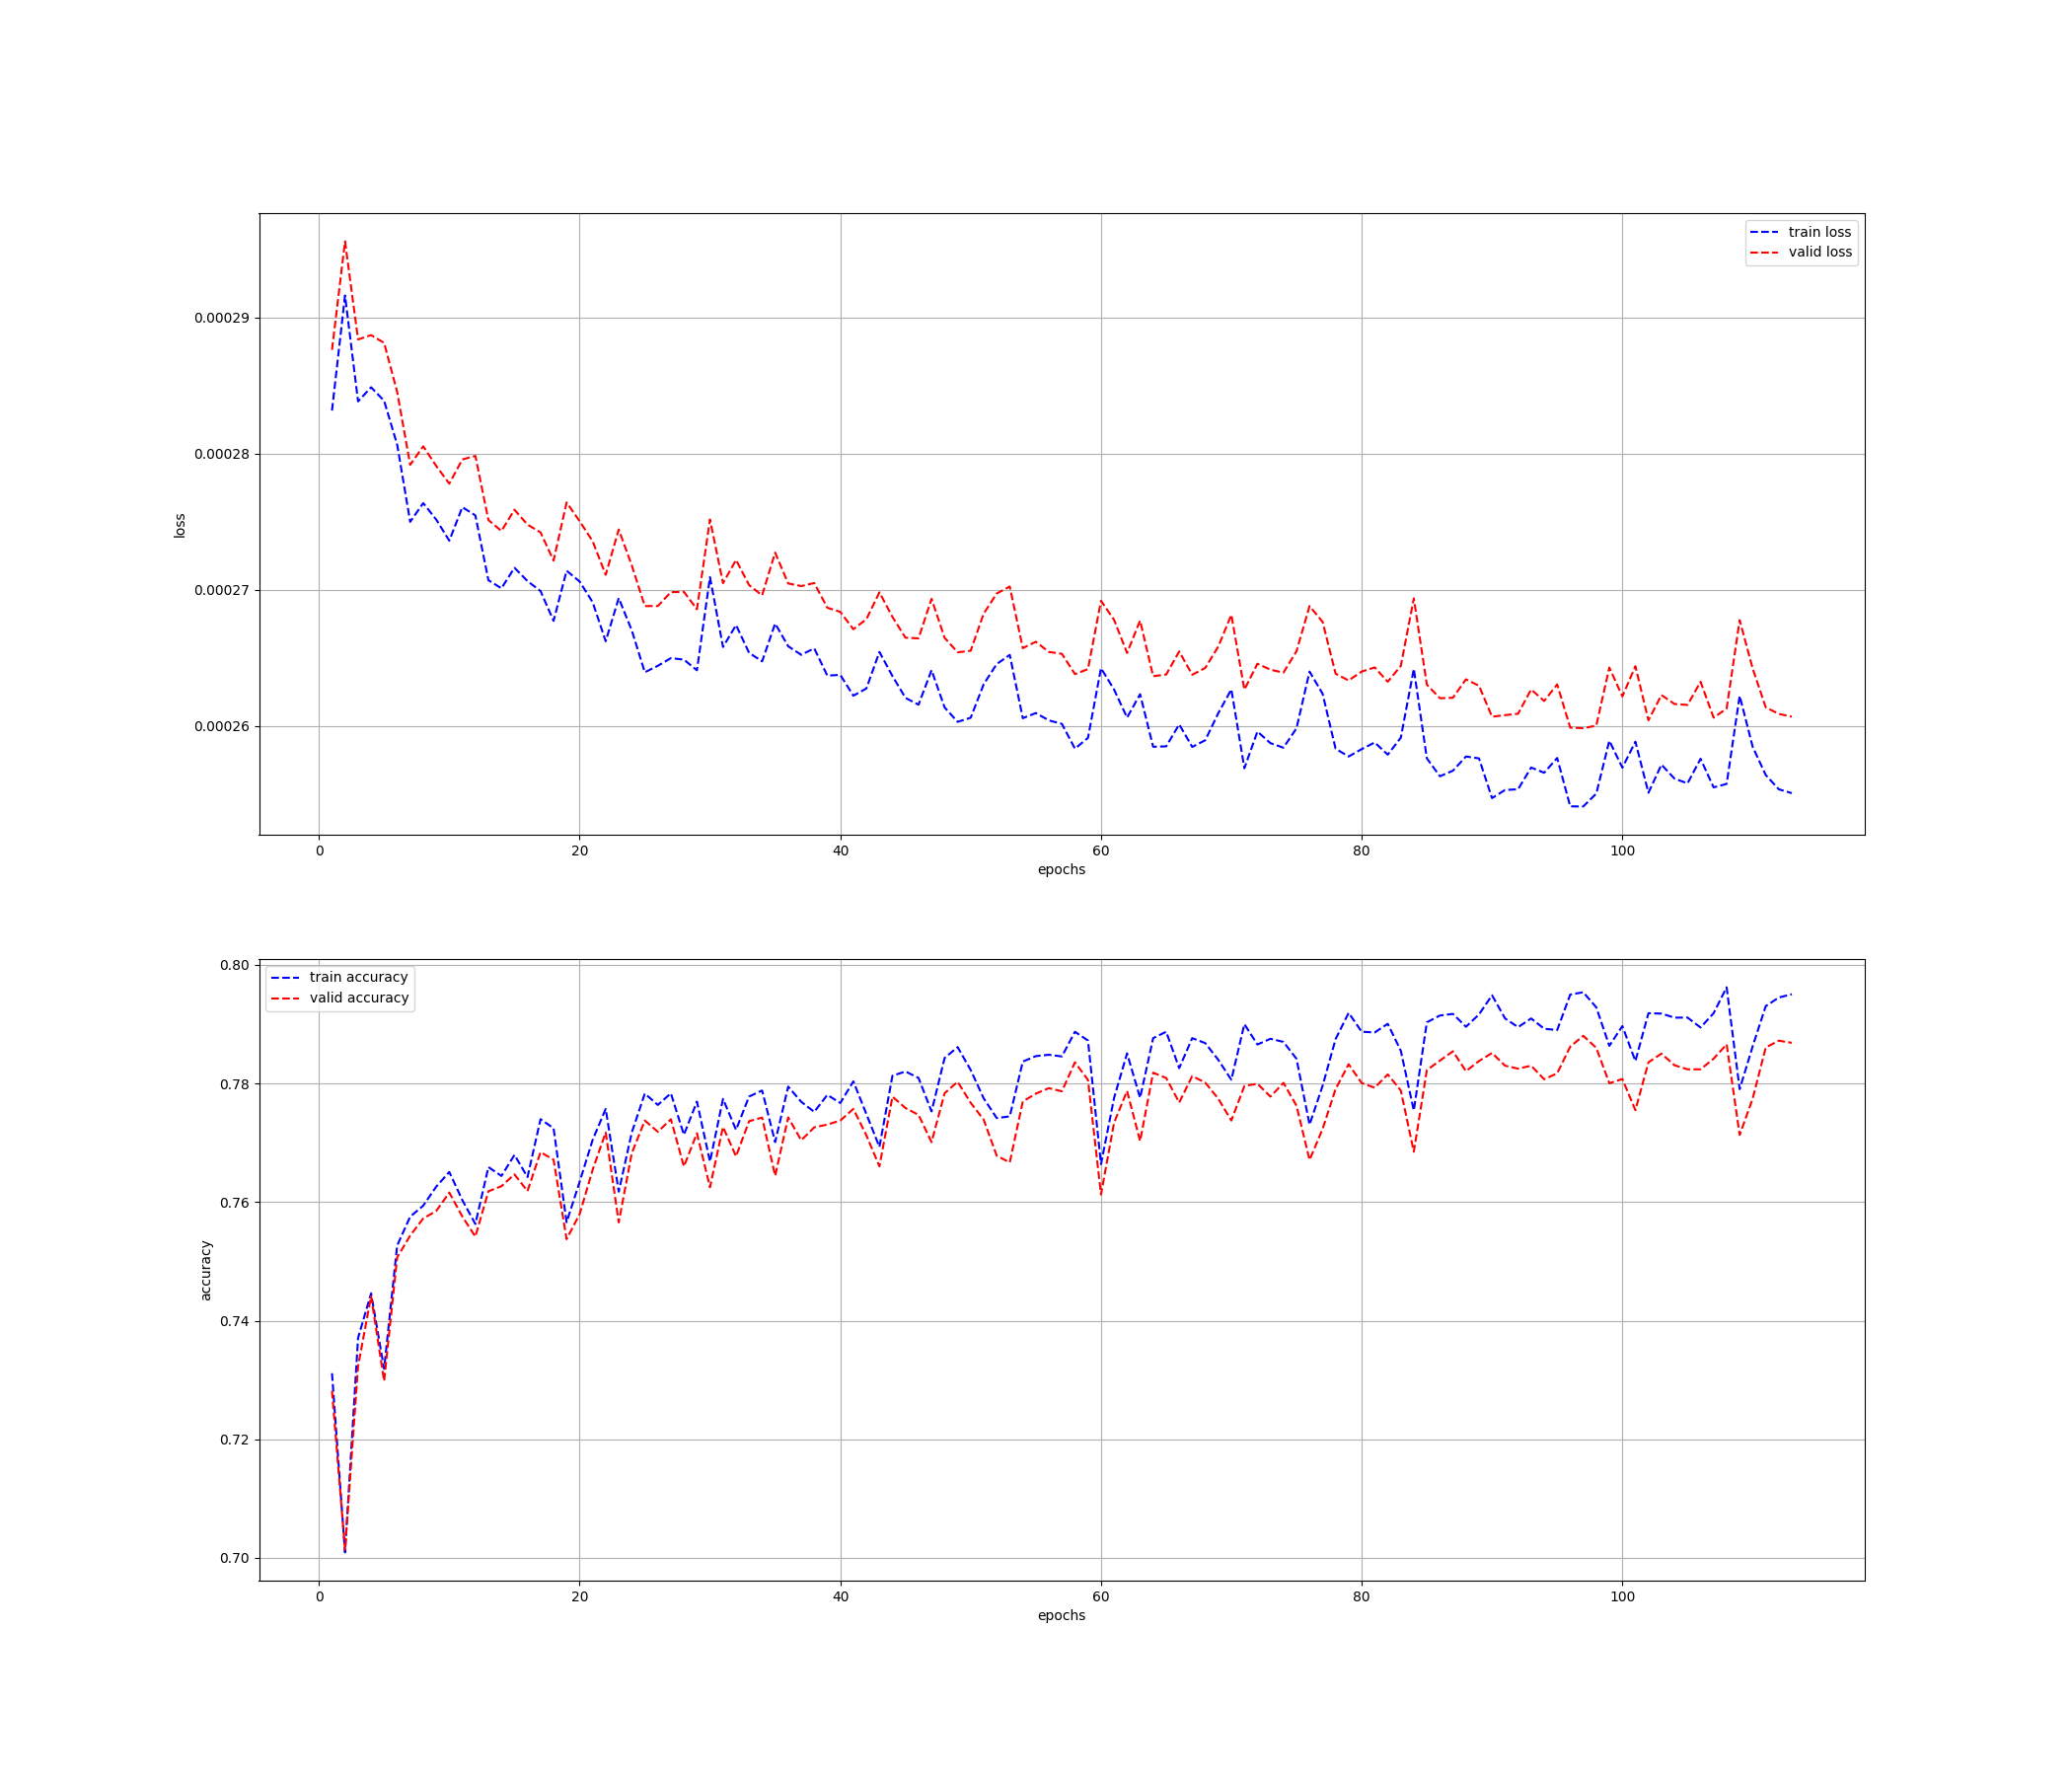 train loss
valid loss
0.00029
0.00028
0.00027
0.00026
loss
0 20 40 60 80 100
epochs
train accuracy
valid accuracy
0.80
0.78
0.76
0.74
0.72
0.70
accuracy
0 20 40 60 80 100
epochs